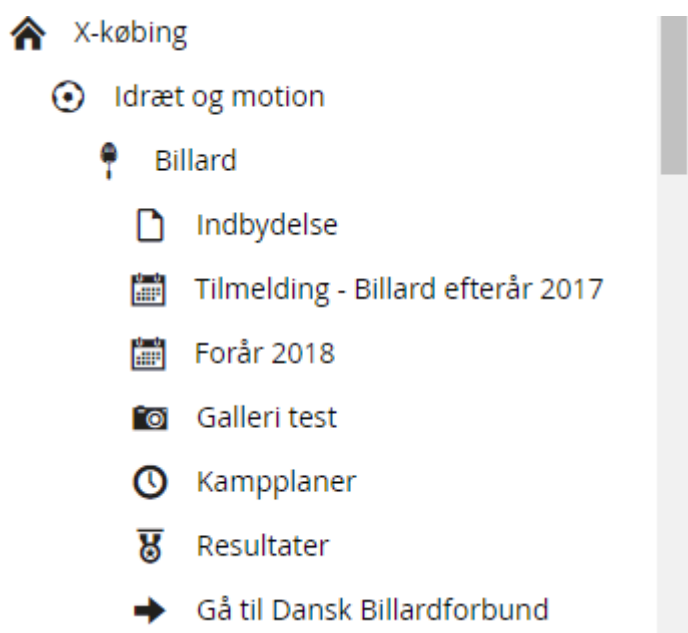 X-købing
Idræt og motion
Billard
Indbydelse
Tilmelding - Billard efterår 2017
Forår 2018
Galleri test
Kampplaner
Resultater
Gå til Dansk Billardforbund